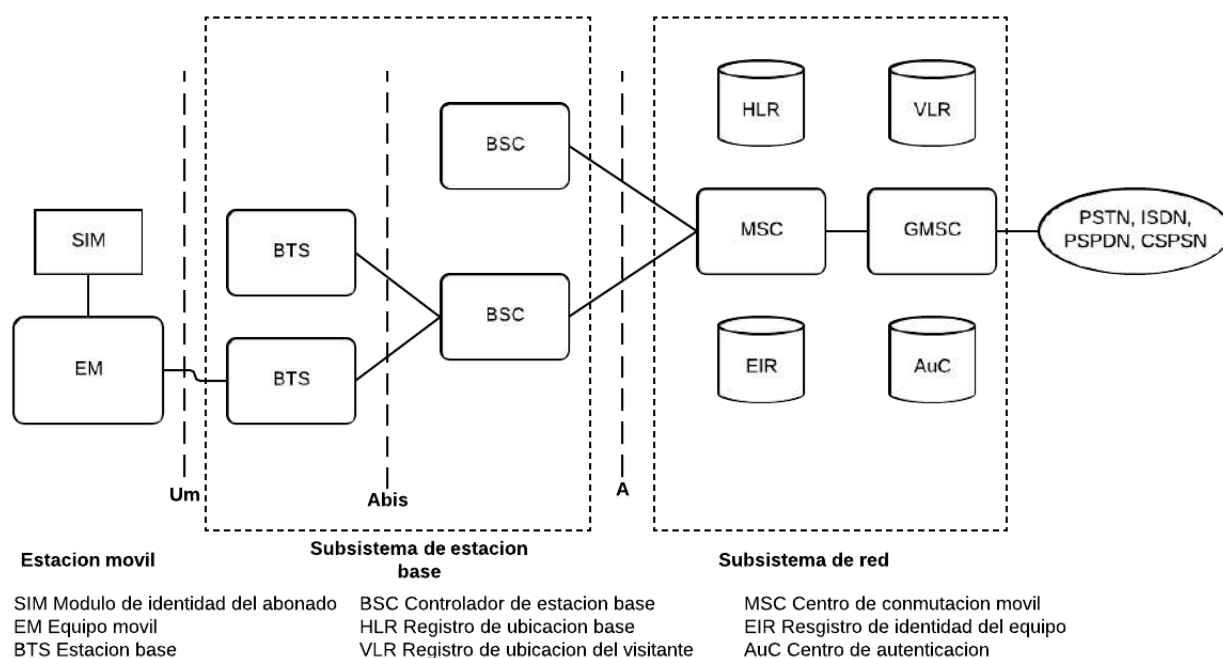 HLR
VLR
BSC
SIM
BTS
MSC
GMSC
PSTN, ISDN,
PSPDN, CSPSN
BSC
EM
BTS
EIR
AuC
Um
Abis
A
Estacion movil
Subsistema de estacion
base
Subsistema de red
SIM Modulo de identidad del abonado
EM Equipo movil
BTS Estacion base
BSC Controlador de estacion base
HLR Registro de ubicacion base
VLR Registro de ubicacion del visitante
MSC Centro de conmutacion movil
EIR Resgistro de identidad del equipo
AuC Centro de autenticacion